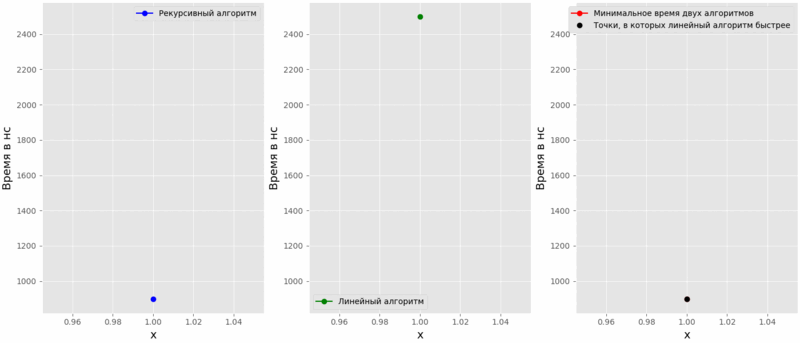 Рекурсивный алгоритм
2400
2200
2000
1800
1600
1400
1200
1000
Время в нс
0.96 0.98 1.00 1.02 1.04
x
Линейный алгоритм
2400
2200
2000
1800
1600
1400
1200
1000
Время в нс
0.96 0.98 1.00 1.02 1.04
x
Минимальное время двух алгоритмов
Точки, в которых линейный алгоритм быстрее
2400
2200
2000
1800
1600
1400
1200
1000
Время в нс
0.96 0.98 1.00 1.02 1.04
x